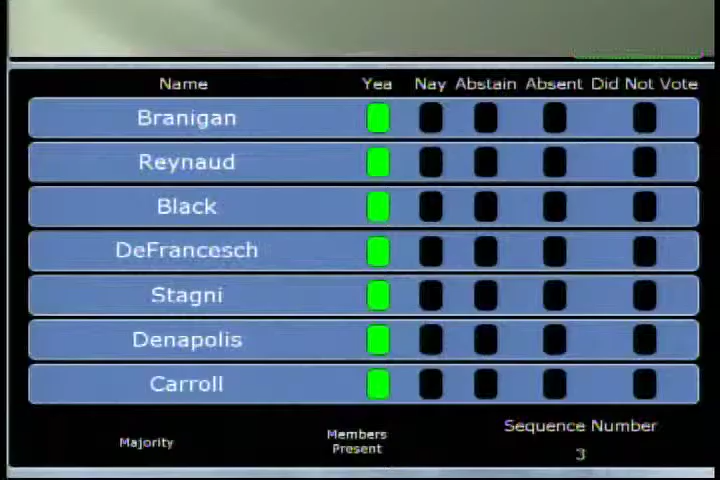 Name Yea Nay Abstain Absent Did Not Vote
Branigan
Reynaud
Black
DeFrancesch
Stagni
Denapolis
Carroll
Majority
Members
Present
Sequence Number
3